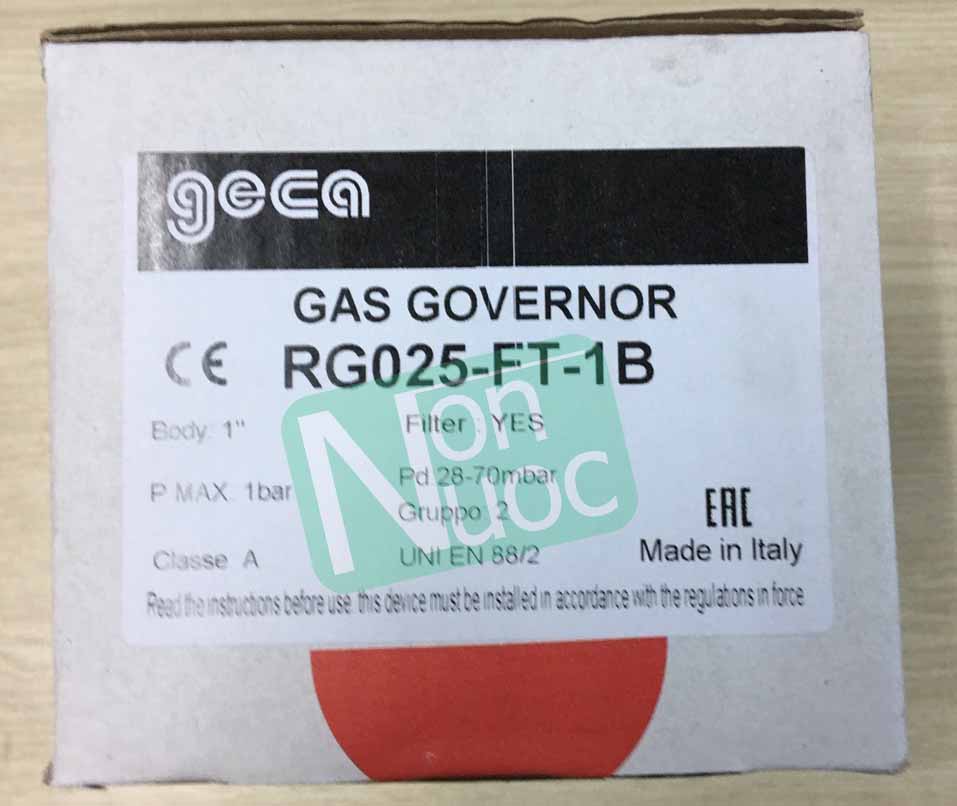 geca
GAS GOVERNOR
CE RG025-FT-1B
Body: 1" Filter : YES
P MAX. 1bar Pd.28-70mbar
Gruppo 2
EAC
Classe A UNI EN 88/2 Made in Italy
Read the instructions before use. this device must be installed in accordance with the regulations in force
Non
Nuoc